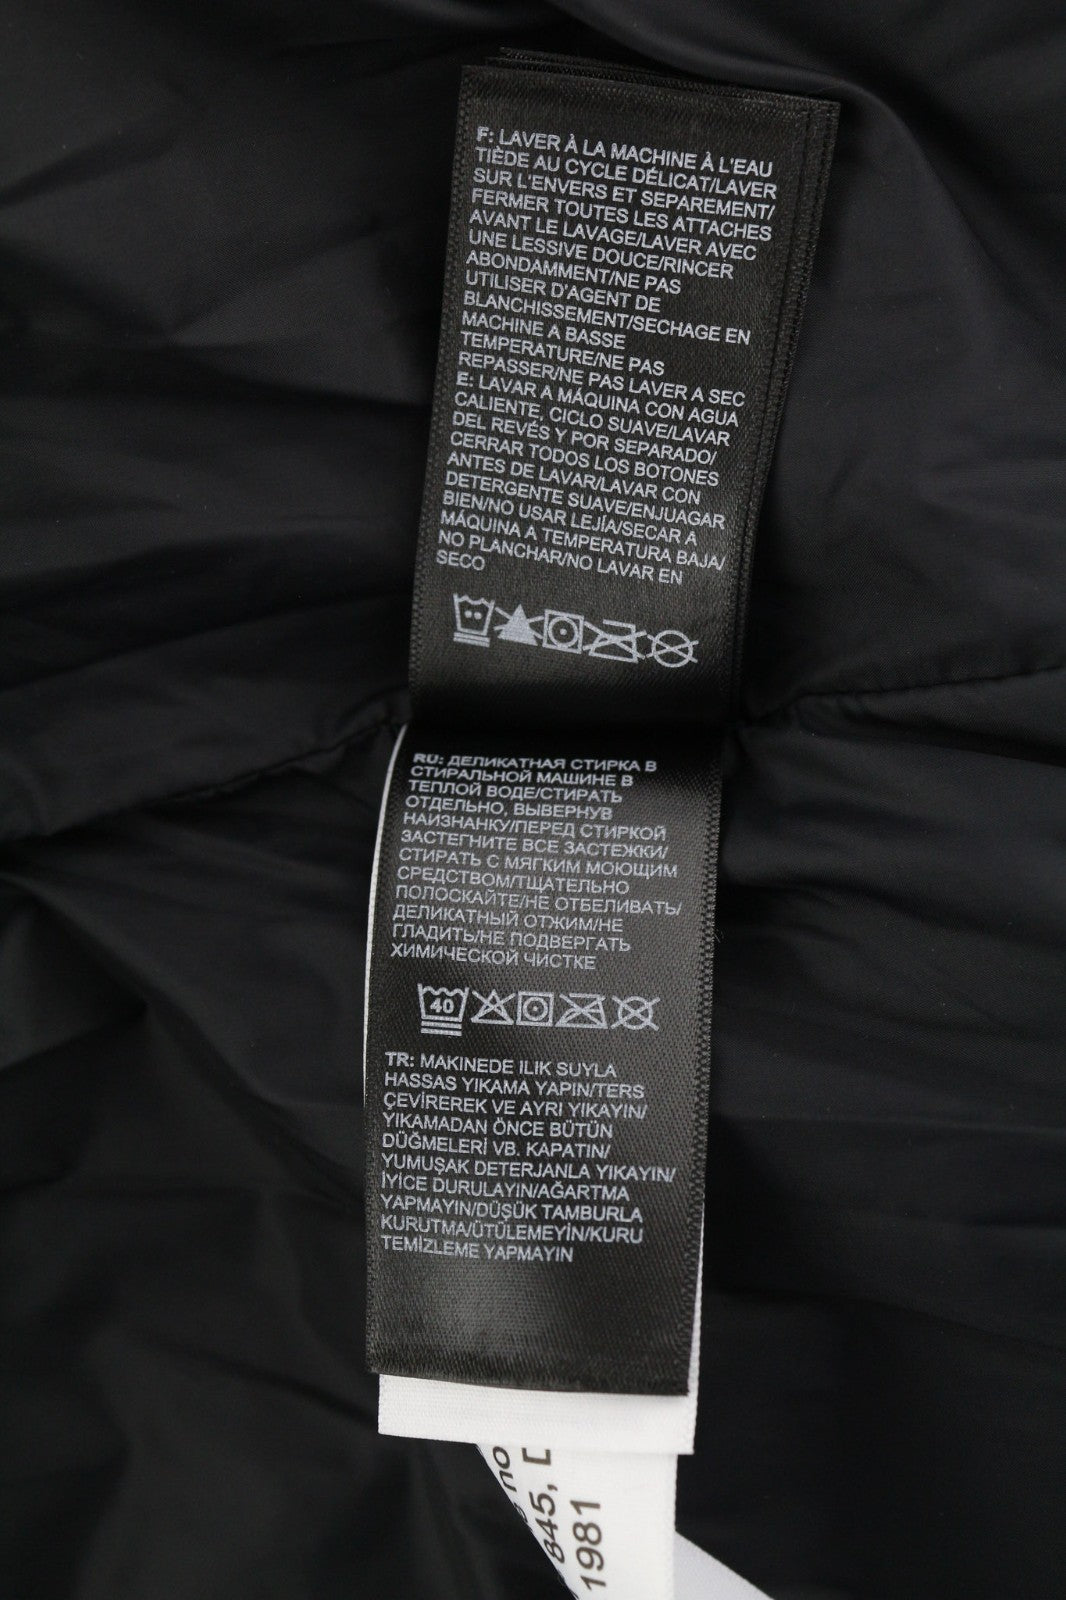 F: LAVER À LA MACHINE À L'EAU
TIÈDE AU CYCLE DÉLICAT/LAVER
SUR L'ENVERS ET SEPAREMENT/
FERMER TOUTES LES ATTACHES
AVANT LE LAVAGE/LAVER AVEC
UNE LESSIVE DOUCE/RINCER
ABONDAMMENT/NE PAS
UTILISER D'AGENT DE
BLANCHISSEMENT/SECHAGE EN
MACHINE A BASSE
TEMPERATURE/NE PAS
REPASSER/NE PAS LAVER A SEC
E: LAVAR A MÁQUINA CON AGUA
CALIENTE, CICLO SUAVE/LAVAR
DEL REVÉS Y POR SEPARADO/
CERRAR TODOS LOS BOTONES
ANTES DE LAVAR/LAVAR CON
DETERGENTE SUAVE/ENJUAGAR
BIEN/NO USAR LEJÍA/SECAR A
MÁQUINA A TEMPERATURA BAJA/
NO PLANCHAR/NO LAVAR EN
SECO
RU: ДЕЛИКАТНАЯ СТИРКА В
СТИРАЛЬНОЙ МАШИНЕ В
ТЕПЛОЙ ВОДЕ/СТИРАТЬ
ОТДЕЛЬНО, ВЫВЕРНУВ
НАИЗНАНКУ/ПЕРЕД СТИРКОЙ
ЗАСТЕГНИТЕ ВСЕ ЗАСТЕЖКИ/
СТИРАТЬ С МЯГКИМ МОЮЩИМ
СРЕДСТВОМ/ТЩАТЕЛЬНО
ПОЛОСКАЙТЕ/НЕ ОТБЕЛИВАТЬ/
ДЕЛИКАТНЫЙ ОТЖИМ/НЕ
ГЛАДИТЬ/НЕ ПОДВЕРГАТЬ
ХИМИЧЕСКОЙ ЧИСТКЕ
40
TR: MAKINEDE ILIK SUYLA
HASSAS YIKAMA YAPIN/TERS
ÇEVİREREK VE AYRI YIKAYIN/
YIKAMADAN ÖNCE BÜTÜN
DÜĞMELERİ VB. KAPATIN/
YUMUŞAK DETERJANLA YIKAYIN/
İYİCE DURULAYIN/AĞARTMA
YAPMAYIN/DÜŞÜK TAMBURLA
KURUTMA/ÜTÜLEMEYİN/KURU
TEMİZLEME YAPMAYIN
no
845,
1981